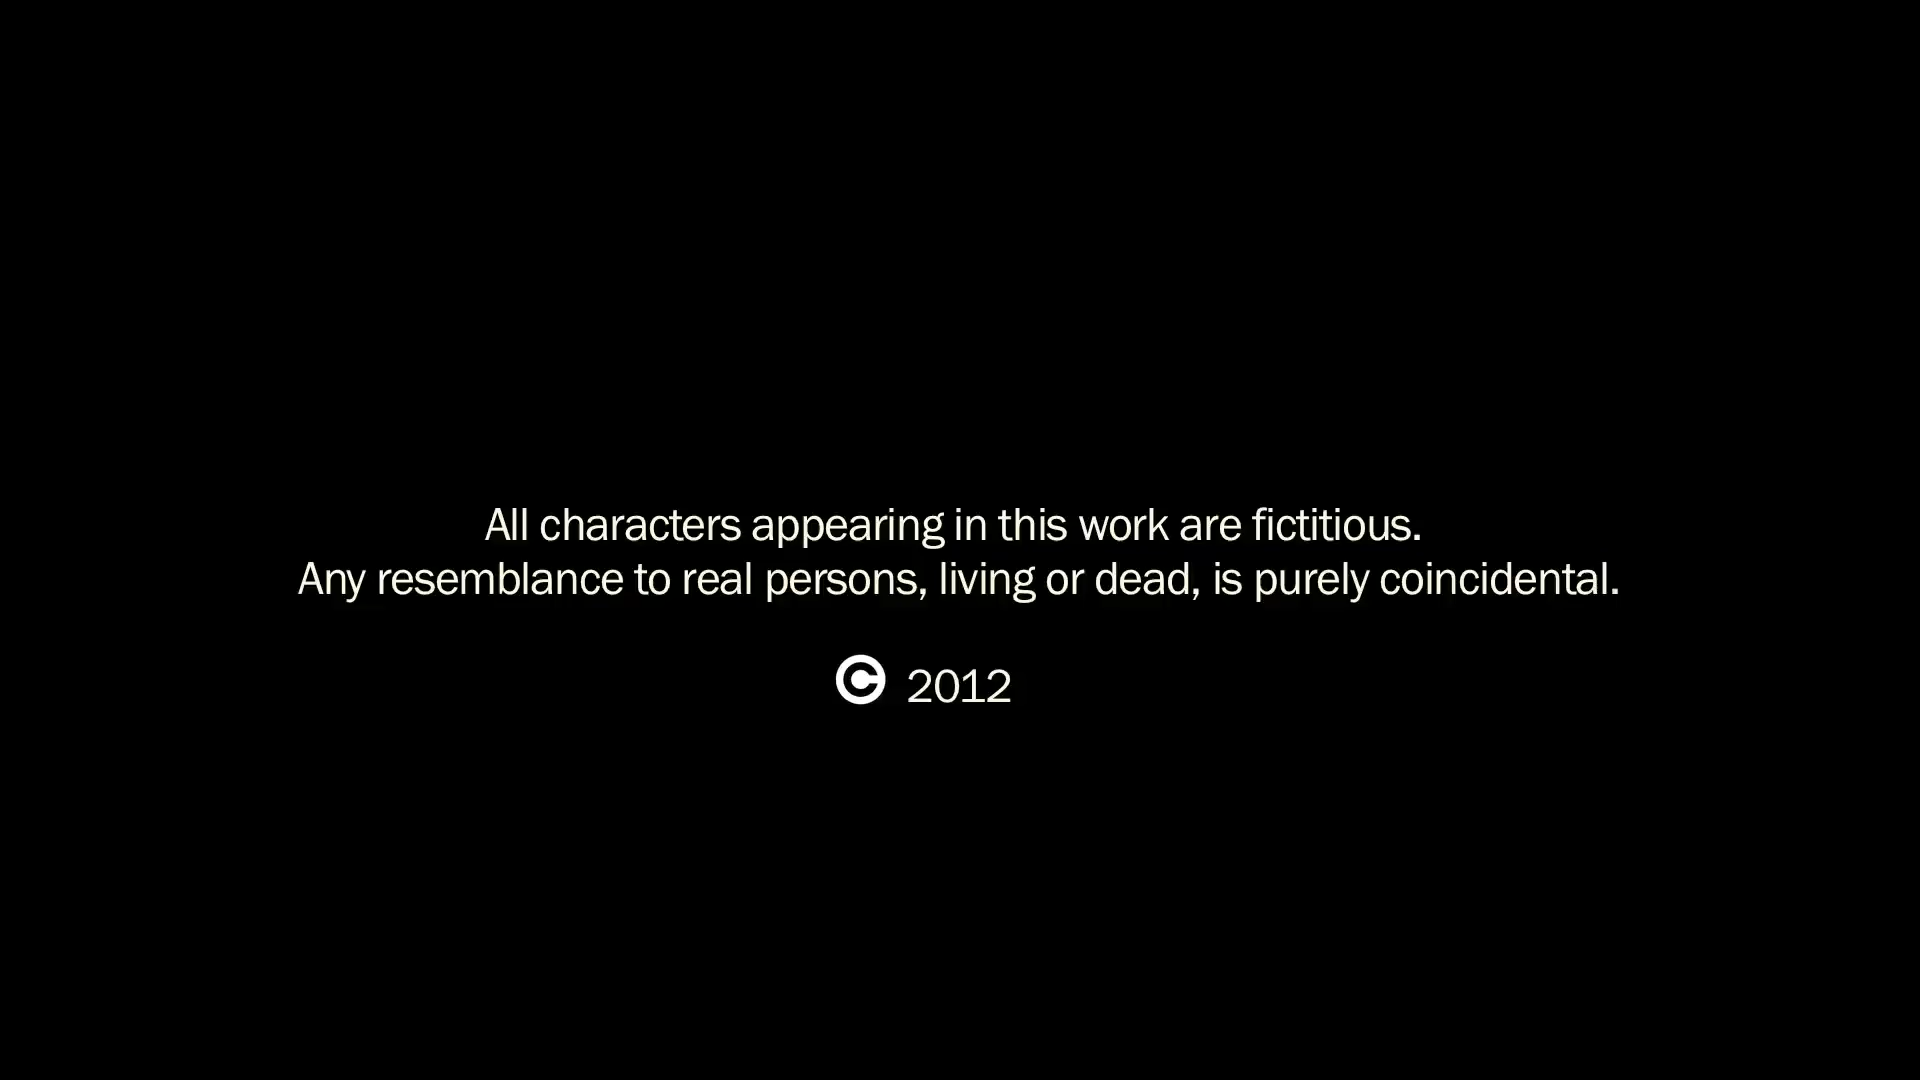 All characters appearing in this work are fictitious.
Any resemblance to real persons, living or dead, is purely coincidental.
© 2012